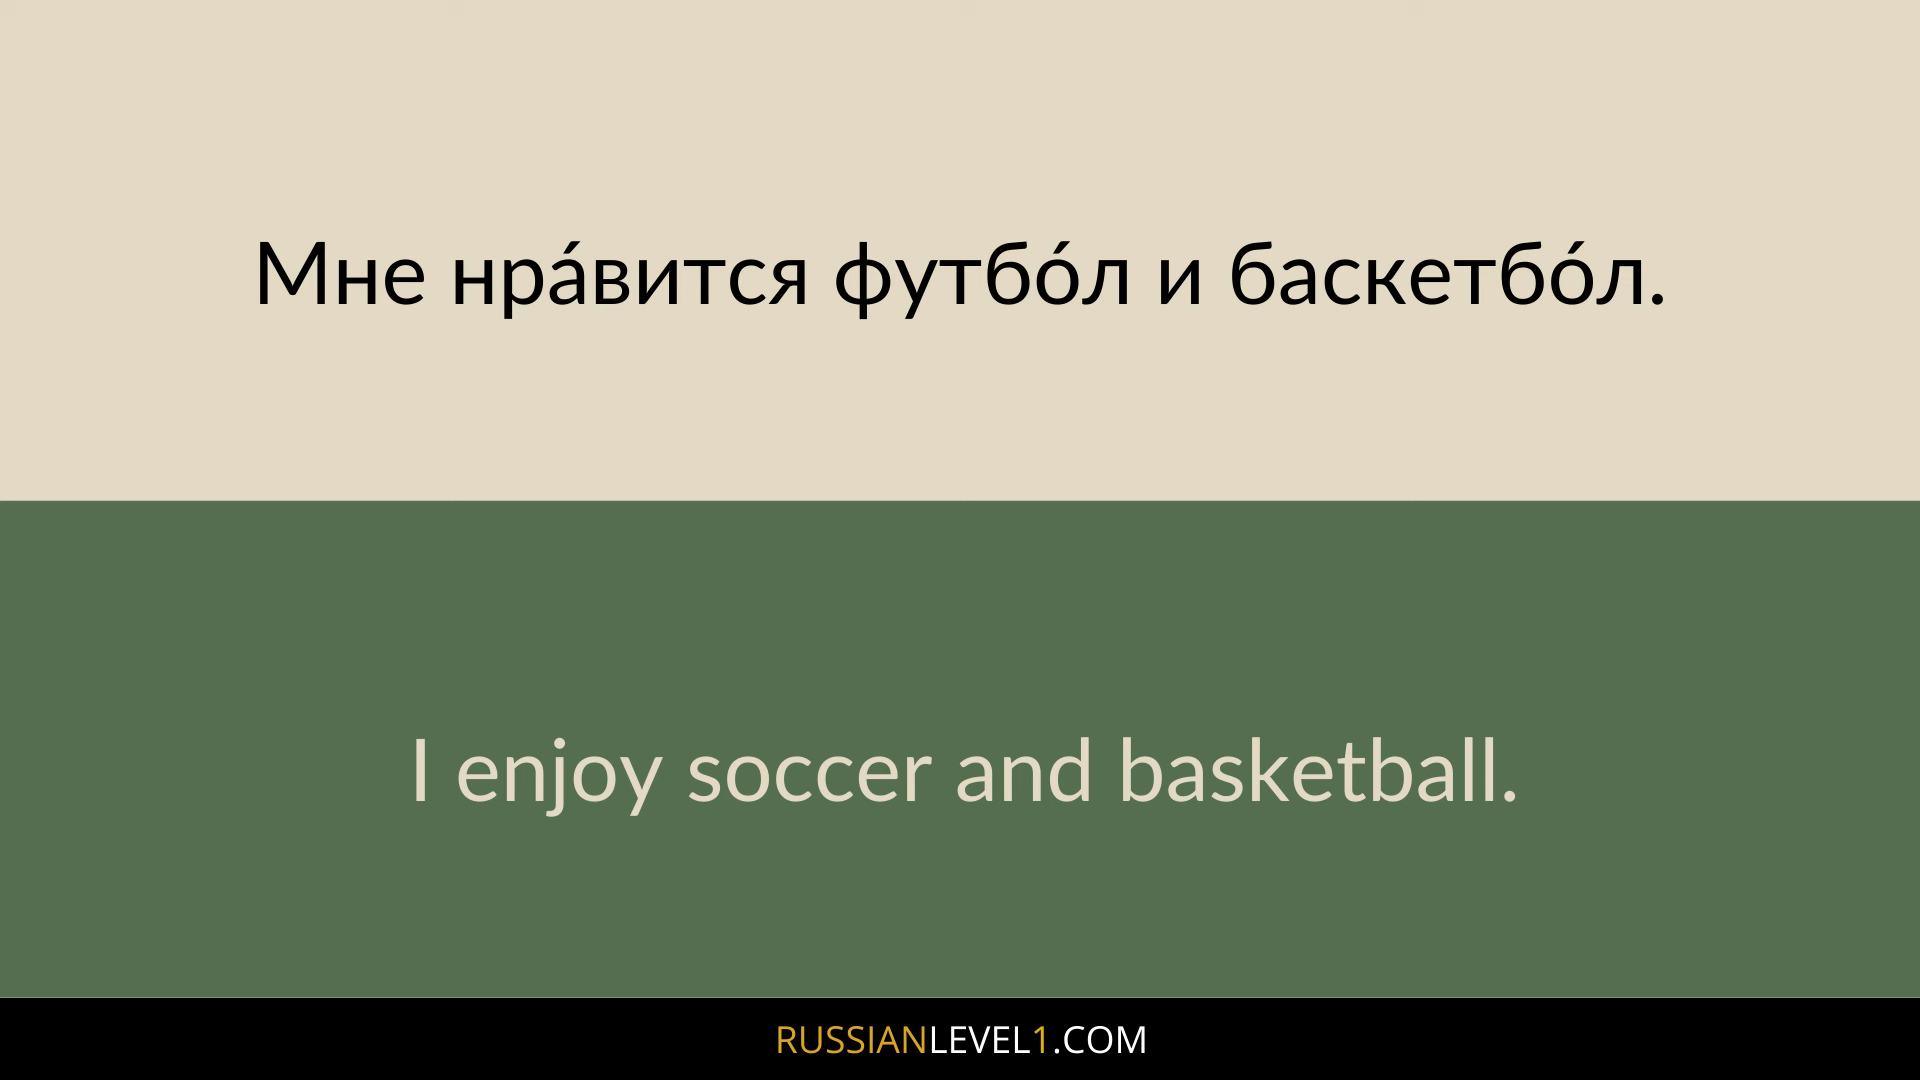 Мне нра́вится футбо́л и баскетбо́л.
I enjoy soccer and basketball.
RUSSIANLEVEL1.COM